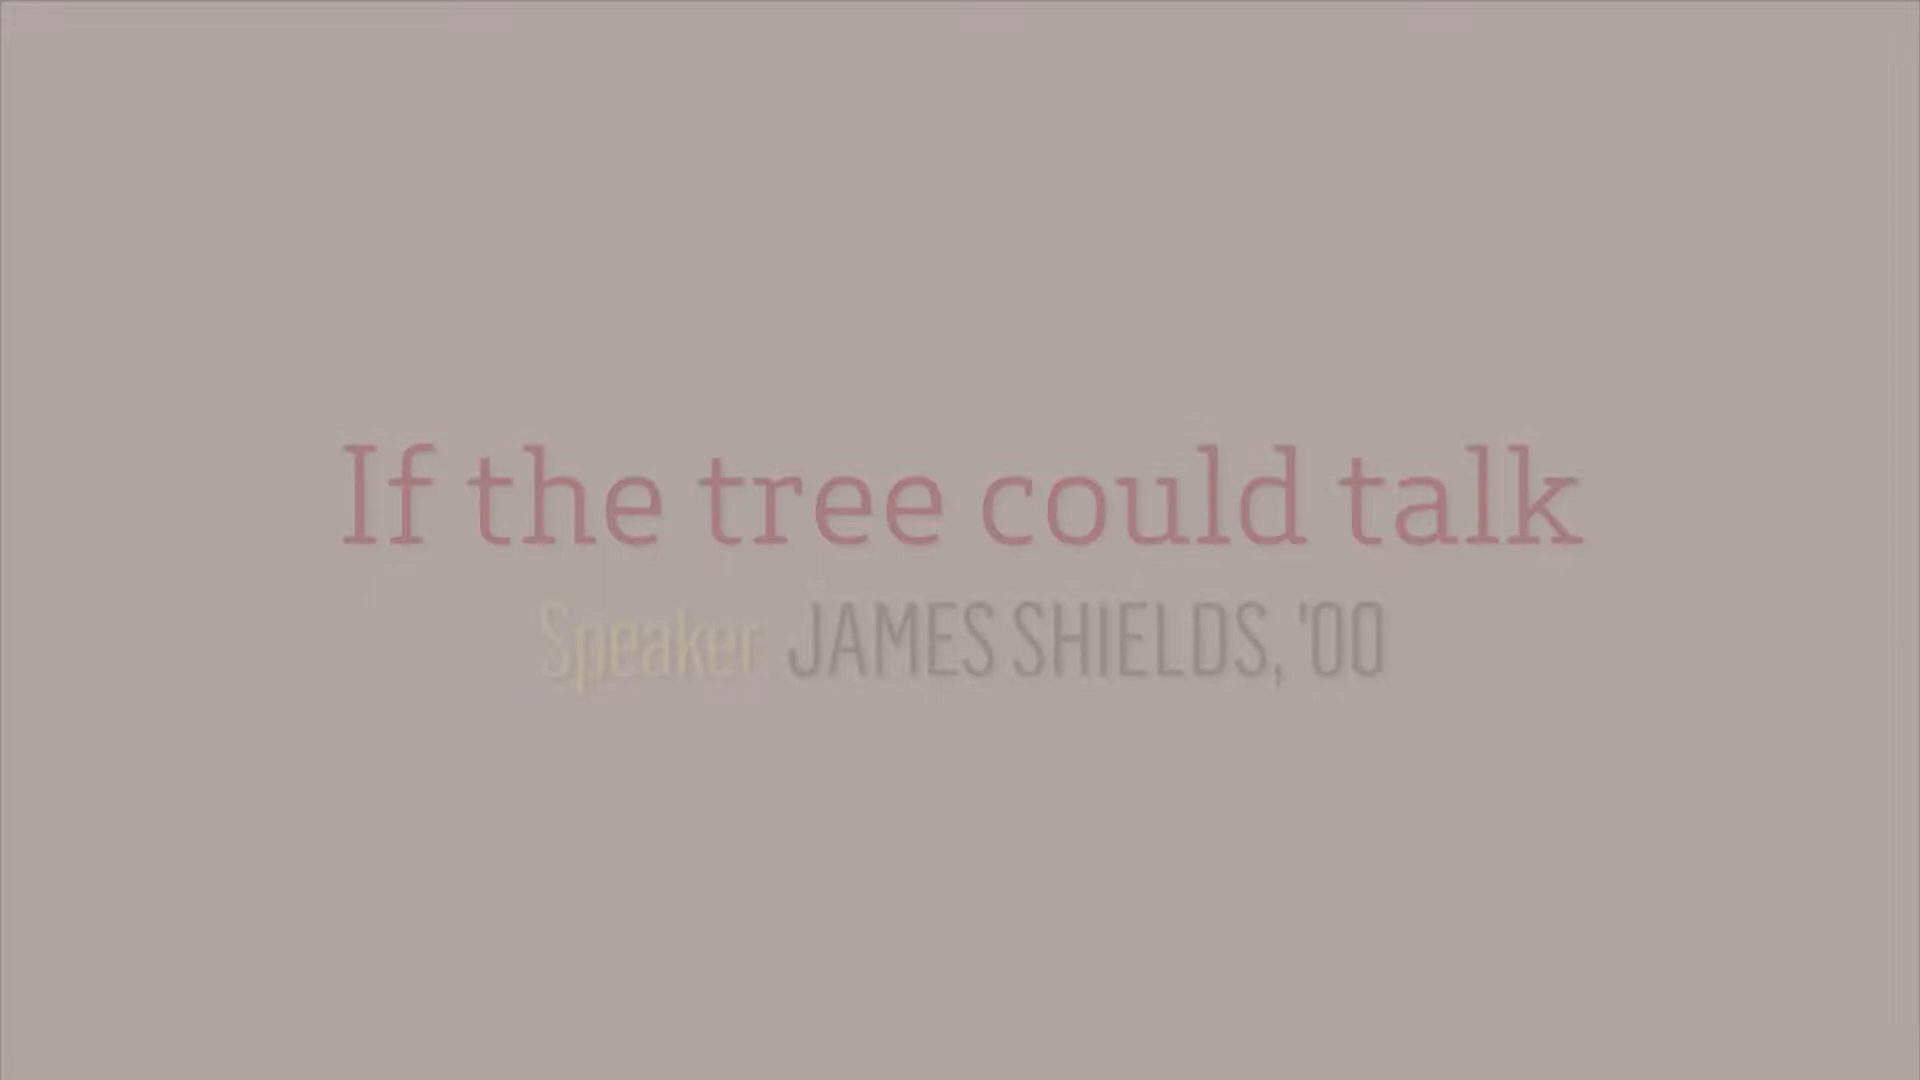 If the tree could talk
Speaker: JAMES SHIELDS, '00